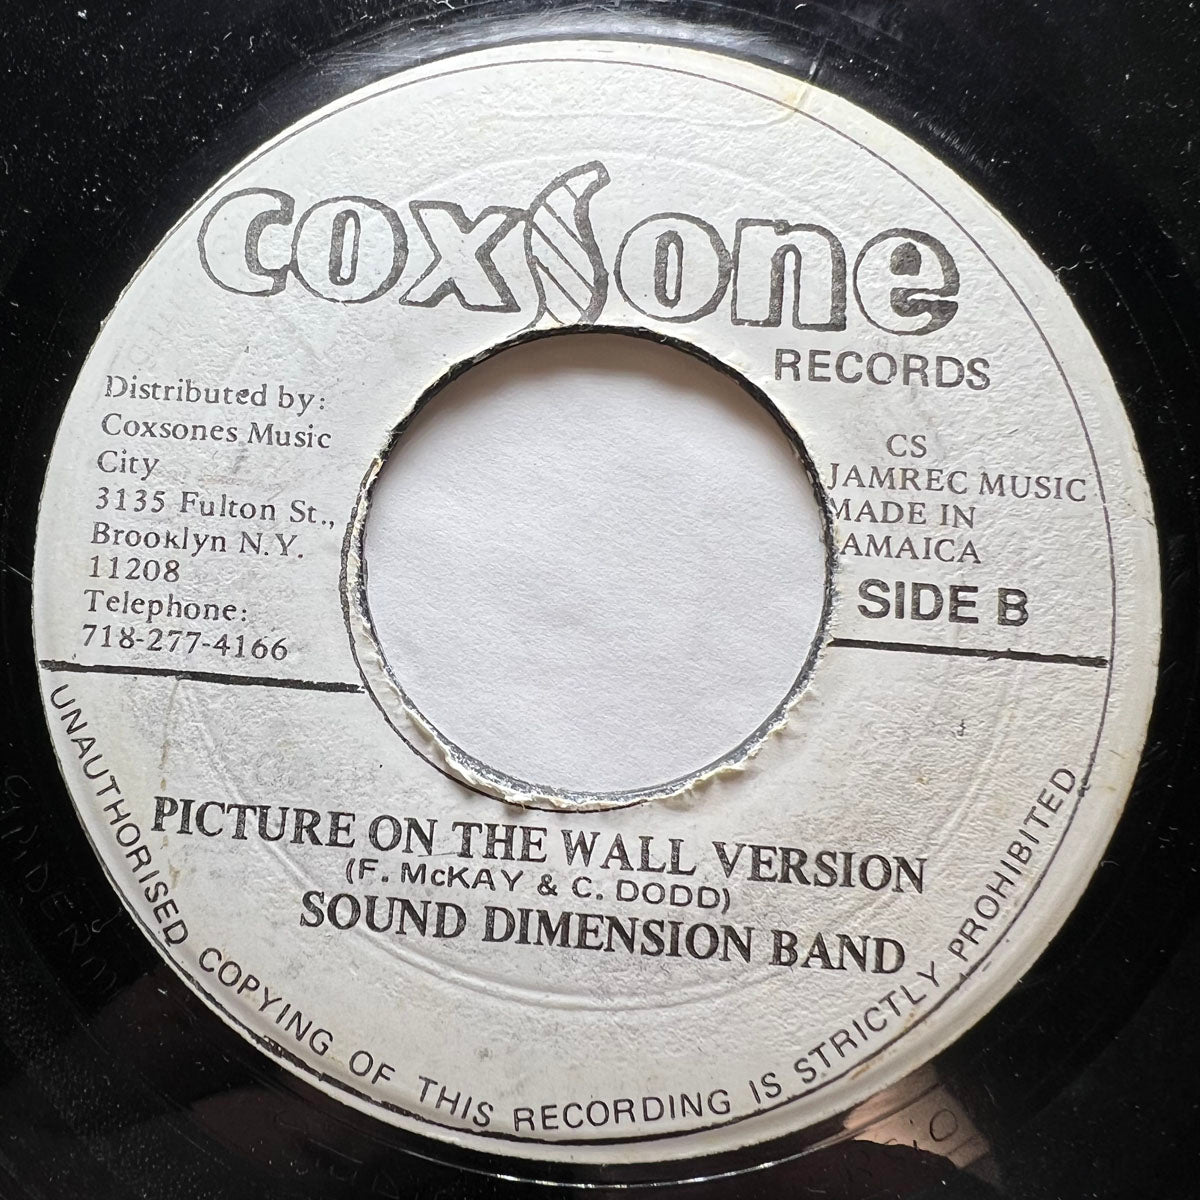 coxsone
RECORDS
Distributed by:
Coxsones Music
City
3135 Fulton St.,
Brooklyn N.Y.
11208
Telephone:
718-277-4166
CS
JAMREC MUSIC
MADE IN
AMAICA
SIDE B
PICTURE ON THE WALL VERSION
(F. McKAY & C. DODD)
SOUND DIMENSION BAND
UNAUTHORISED COPYING OF THIS RECORDING IS STRICTLY PROHIBITED